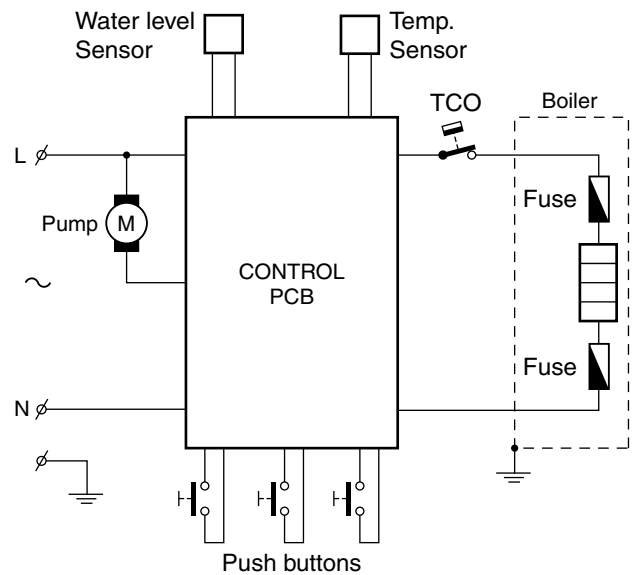 Water level
Sensor
Temp.
Sensor
TCO
Boiler
L
Fuse
Pump
M
CONTROL
PCB
Fuse
N
Push buttons